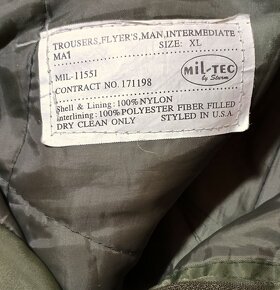 TROUSERS,FLYER'S,MAN,INTERMEDIATE
MA1 SIZE: XL
MIL-11551
CONTRACT NO. 171198
MiL-TEC
by Sturm
Shell & Lining : 100% NYLON
interlining : 100% POLYESTER FIBER FILLED
DRY CLEAN ONLY STYLED IN U.S.A.